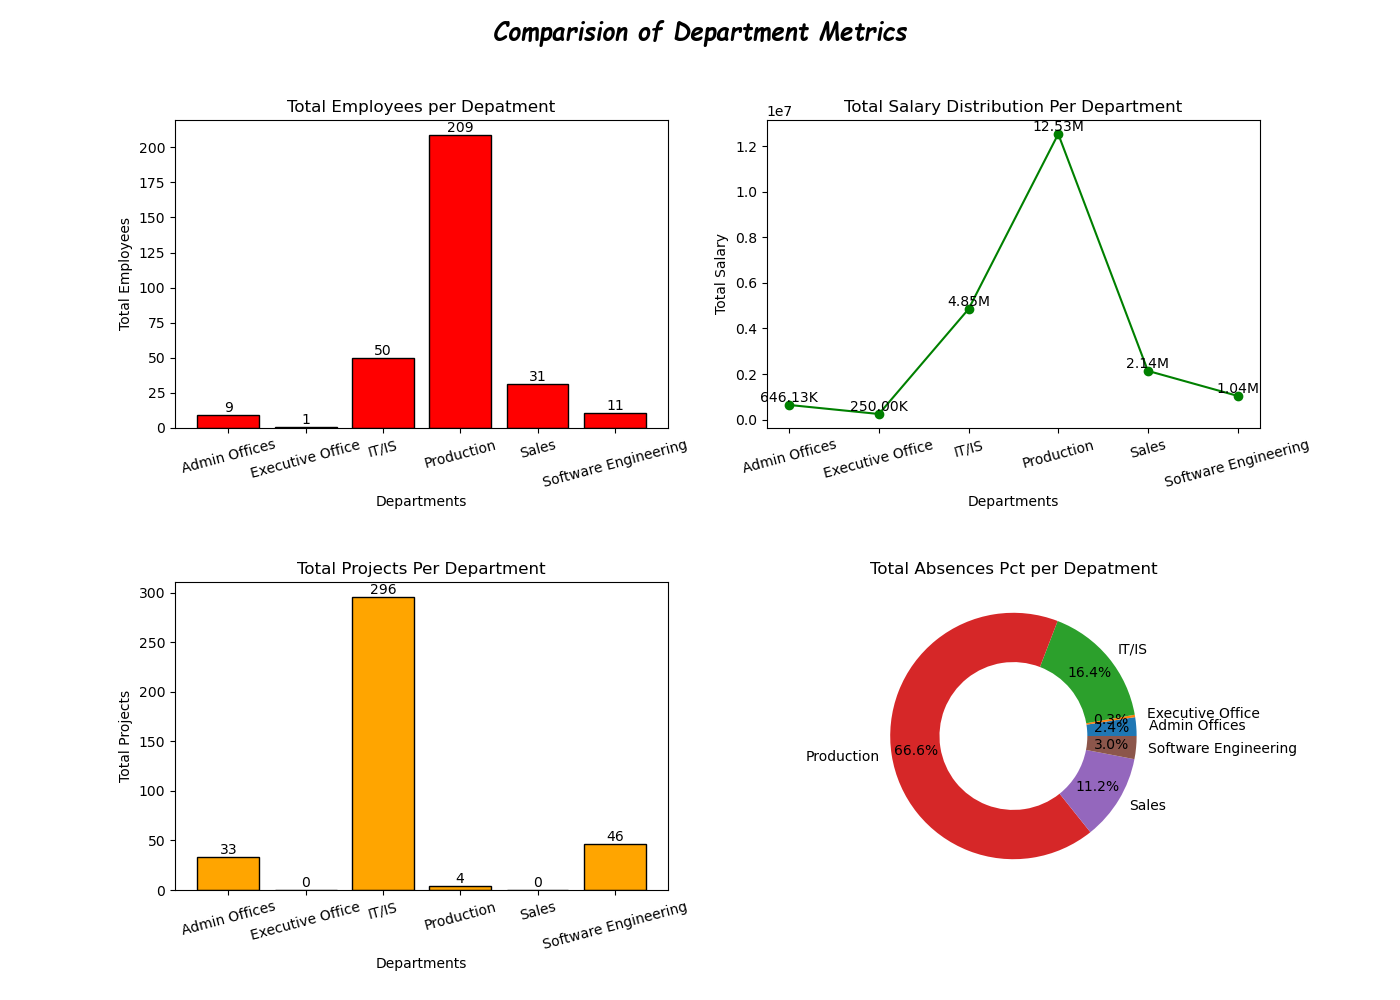 Comparision of Department Metrics
Total Employees per Depatment
209
200
175
150
125
100
75
50
25
0
Total Employees
9
1
50
31
11
Admin Offices
Executive Office
IT/IS
Production
Sales
Software Engineering
Departments
Total Salary Distribution Per Department
1e7
12.53M
1.2
1.0
0.8
0.6
0.4
0.2
0.0
Total Salary
646.13K
250.00K
4.85M
2.14M
1.04M
Admin Offices
Executive Office
IT/IS
Production
Sales
Software Engineering
Departments
Total Projects Per Department
296
300
250
200
150
100
50
0
Total Projects
33
0
4
0
46
Admin Offices
Executive Office
IT/IS
Production
Sales
Software Engineering
Departments
Total Absences Pct per Depatment
IT/IS
16.4%
Executive Office
0.3%
Admin Offices
2.4%
Software Engineering
3.0%
Production
66.6%
Sales
11.2%